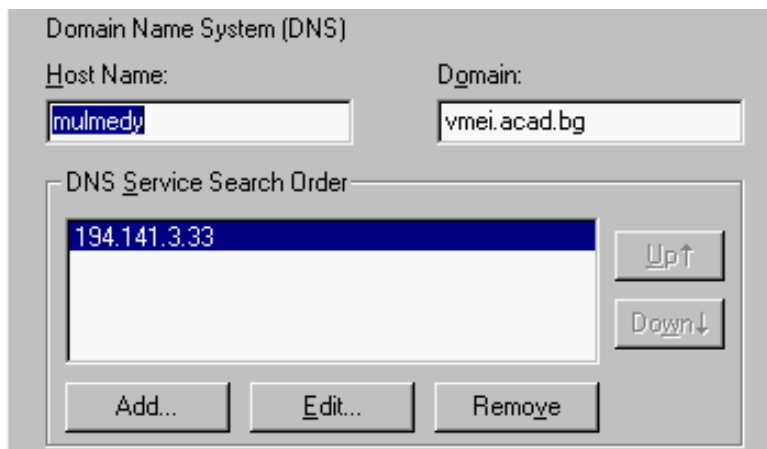 Domain Name System (DNS)
Host Name: Domain:
mulmedy vmei.acad.bg
DNS Service Search Order
194.141.3.33
Up↑
Down↓
Add... Edit... Remove